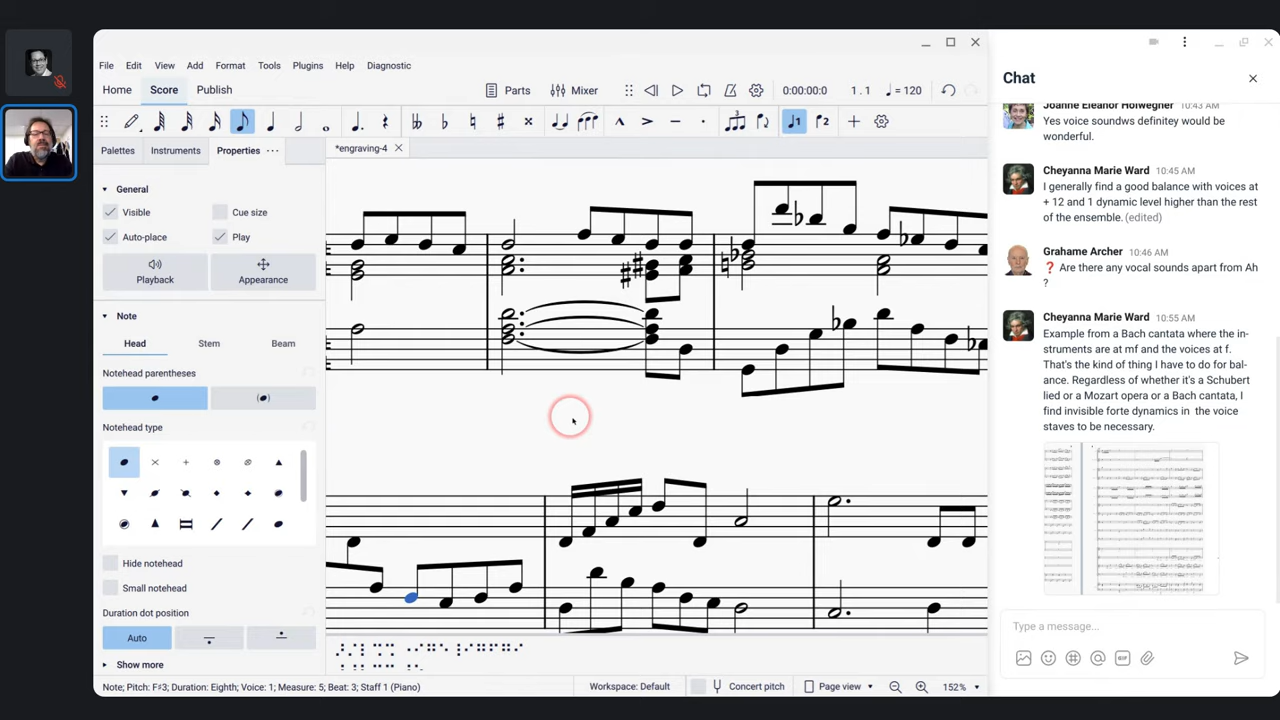 File Edit View Add Format Tools Plugins Help Diagnostic
Home Score Publish Parts Mixer 0:00:00:0 1 . 1 = 120
Palettes Instruments Properties
*engraving-4
General
Visible Cue size
Auto-place Play
Playback Appearance
Note
Head Stem Beam
Notehead parentheses
Notehead type
Hide notehead
Small notehead
Duration dot position
Auto
Show more
Note; Pitch: F♯3; Duration: Eighth; Voice: 1; Measure: 5; Beat: 3; Staff 1 (Piano) Workspace: Default Concert pitch Page view 152%
Chat
Joanne Eleanor Hölwegner 10:43 AM
Yes voice soundws definitey would be
wonderful.
Cheyanna Marie Ward 10:45 AM
I generally find a good balance with voices at
+ 12 and 1 dynamic level higher than the rest
of the ensemble. (edited)
Grahame Archer 10:46 AM
❓ Are there any vocal sounds apart from Ah
?
Cheyanna Marie Ward 10:55 AM
Example from a Bach cantata where the in-
struments are at mf and the voices at f.
That's the kind of thing I have to do for bal-
ance. Regardless of whether it's a Schubert
lied or a Mozart opera or a Bach cantata, I
find invisible forte dynamics in the voice
staves to be necessary.
Type a message...
GIF